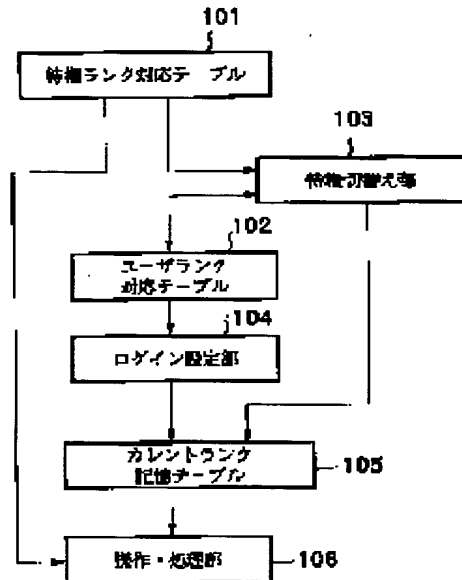 101
特権ランク対応テーブル
103
特権切替え部
102
ユーザランク
対応テーブル
104
ログイン設定部
カレントランク
記憶テーブル
105
操作・処理部
106